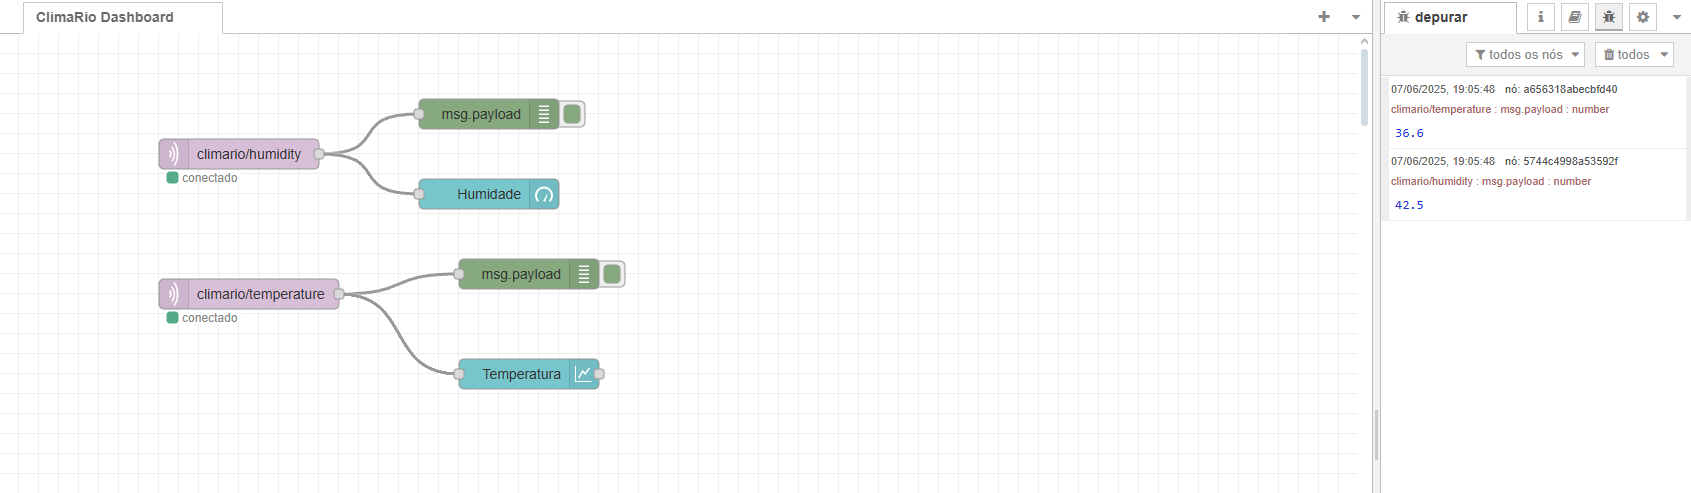 ClimaRio Dashboard
msg.payload
climario/humidity
conectado
Humidade
msg.payload
climario/temperature
conectado
Temperatura
depurar
todos os nós
todos
07/06/2025, 19:05:48 nó: a656318abecbfd40
climario/temperature : msg.payload : number
36.6
07/06/2025, 19:05:48 nó: 5744c4998a53592f
climario/humidity : msg.payload : number
42.5